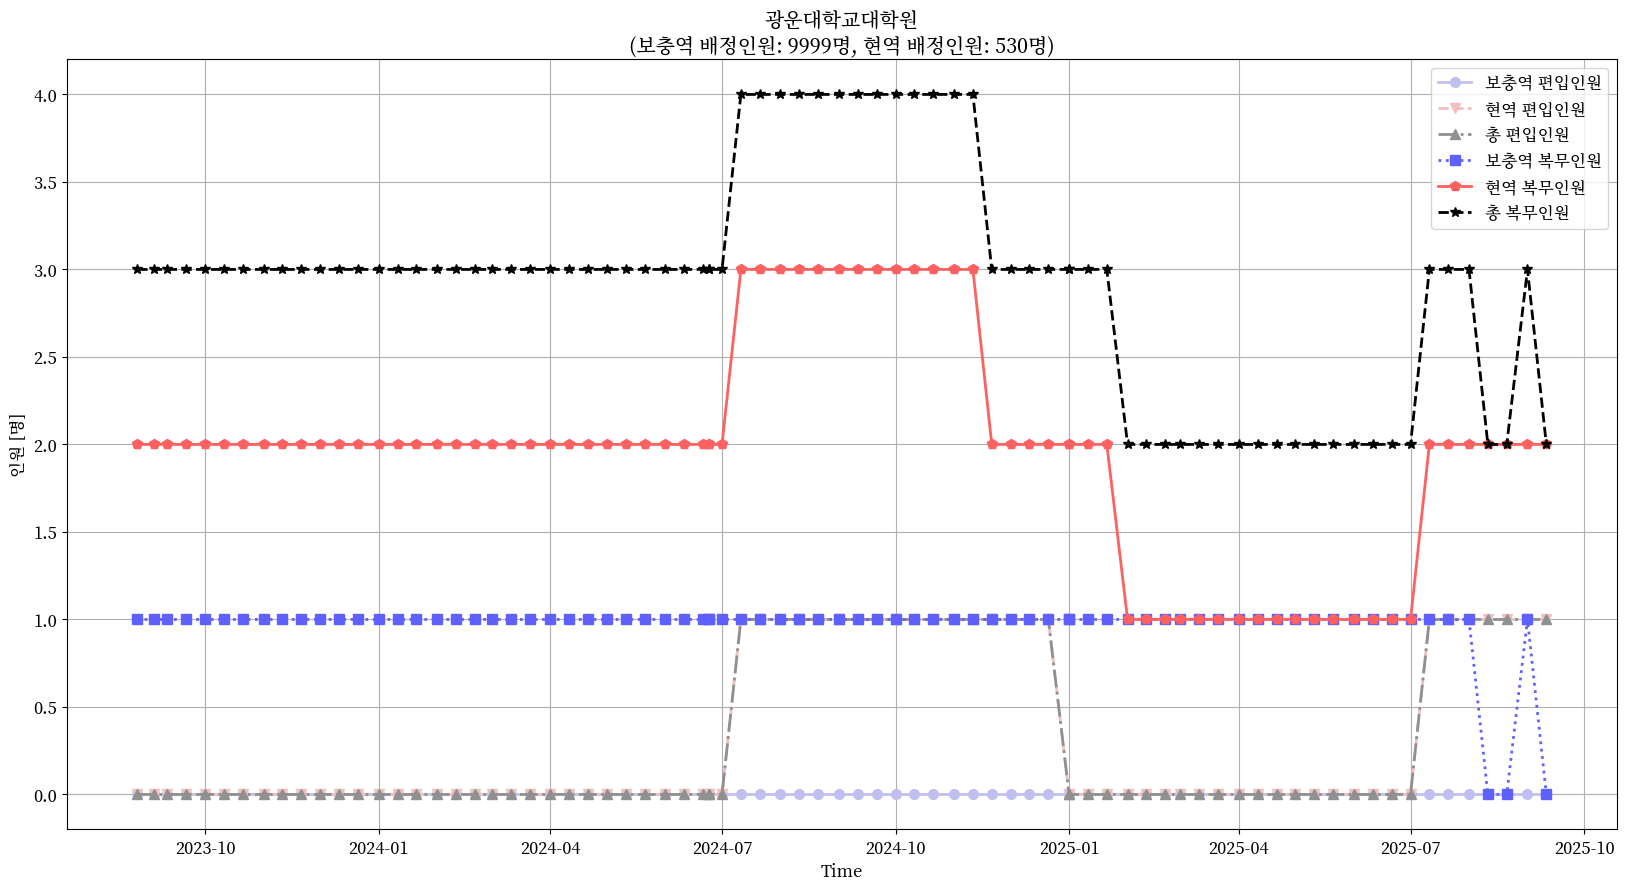 광운대학교대학원
(보충역 배정인원: 9999명, 현역 배정인원: 530명)
보충역 편입인원
현역 편입인원
총 편입인원
보충역 복무인원
현역 복무인원
총 복무인원
인원 [명]
4.0
3.5
3.0
2.5
2.0
1.5
1.0
0.5
0.0
2023-10 2024-01 2024-04 2024-07 2024-10 2025-01 2025-04 2025-07 2025-10
Time